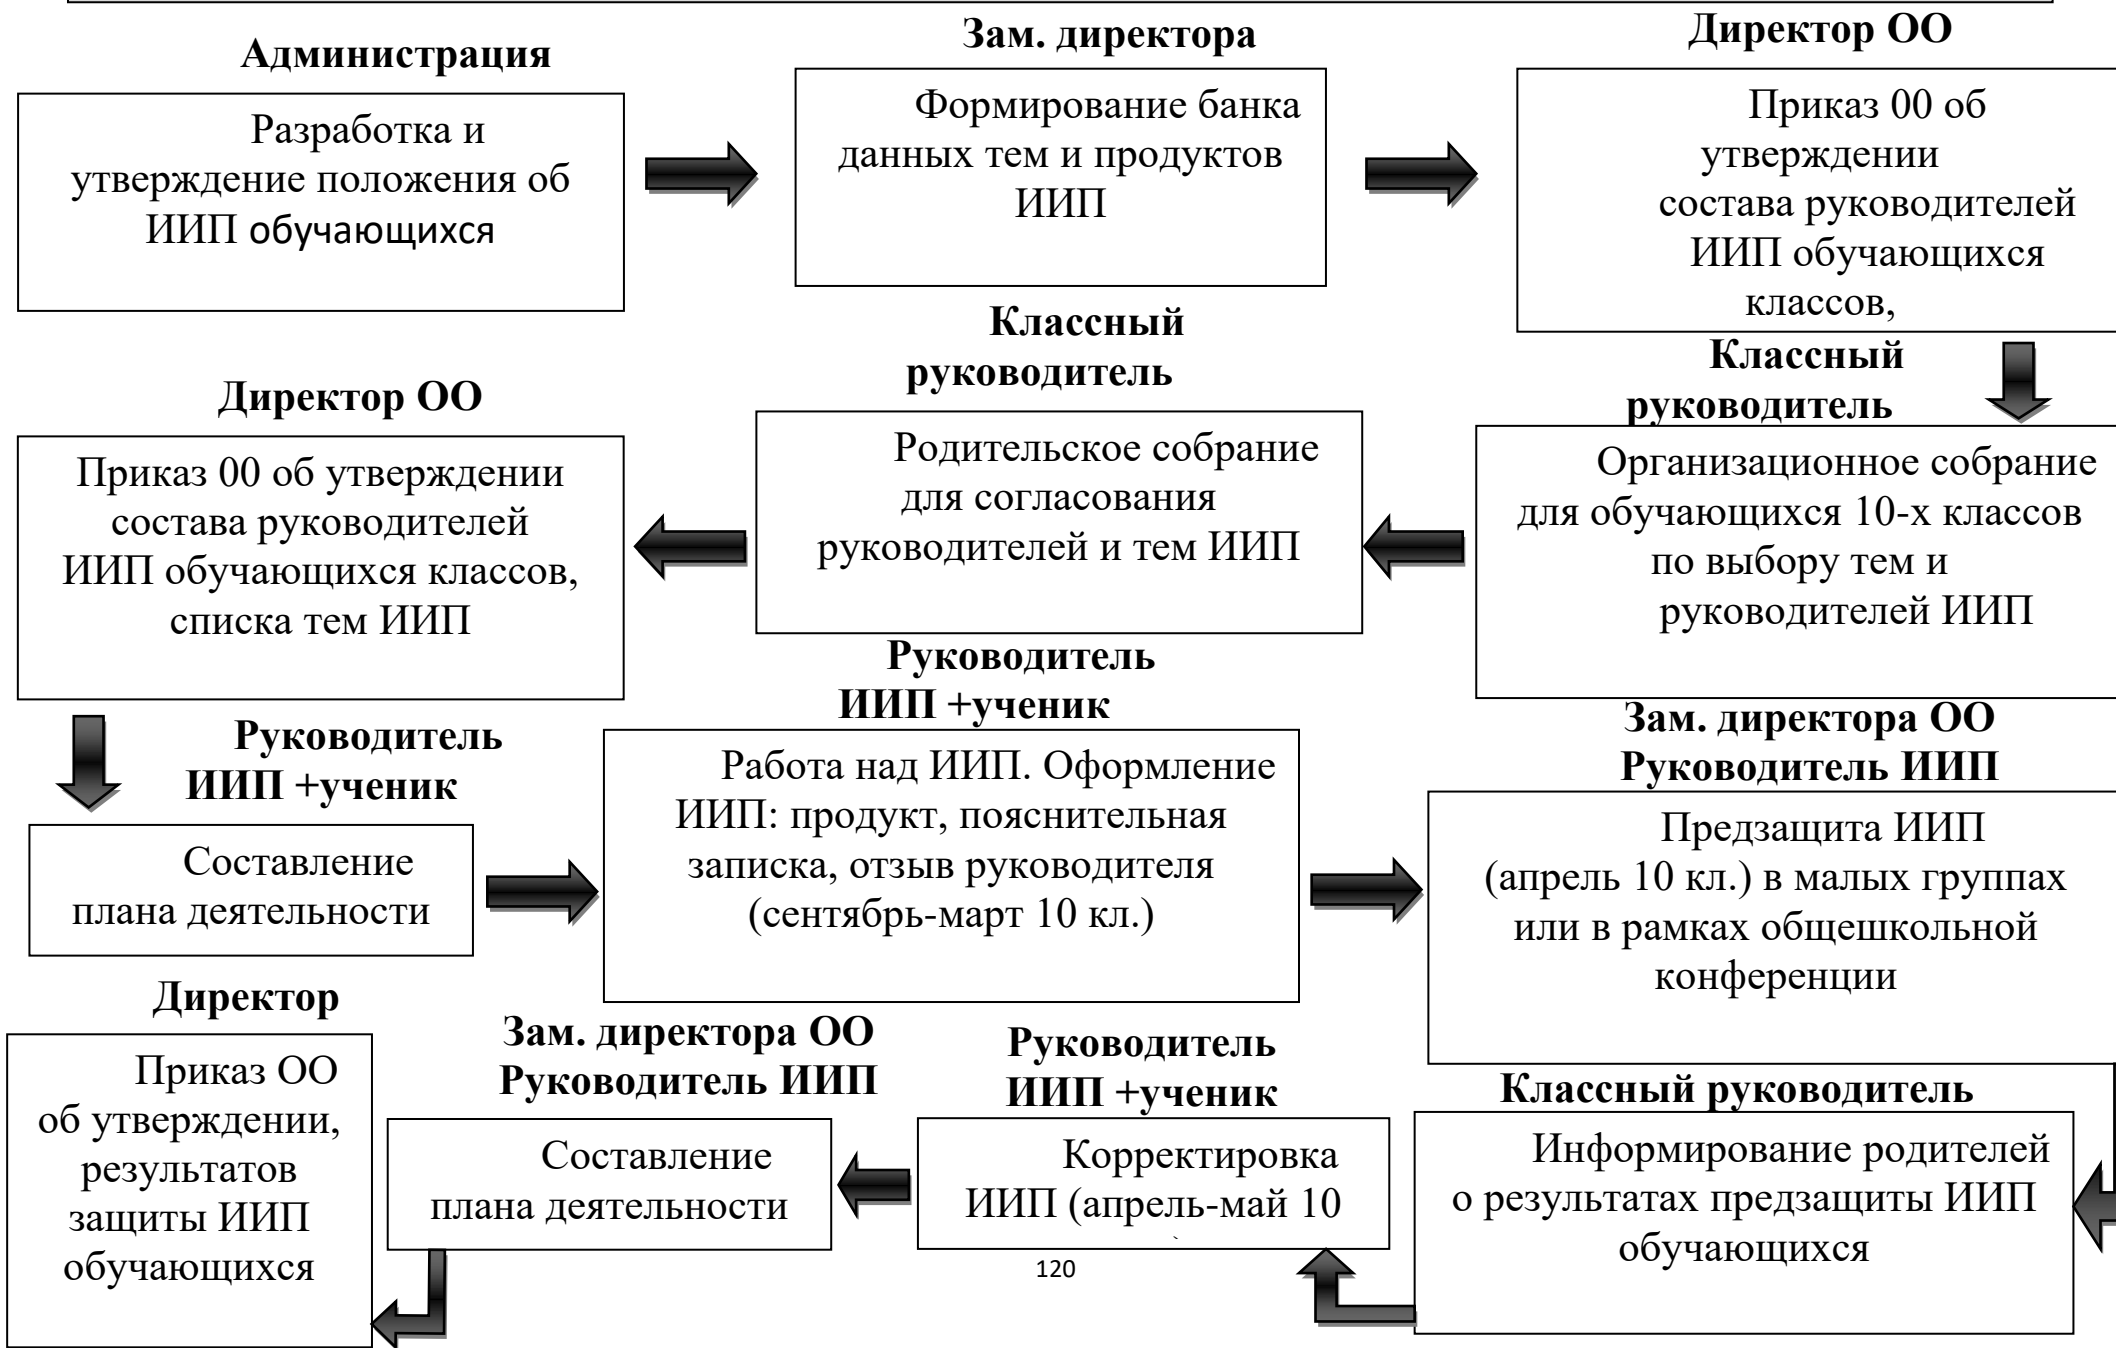 Администрация
Разработка и
утверждение положения об
ИИП обучающихся
Зам. директора
Формирование банка
данных тем и продуктов
ИИП
Директор ОО
Приказ 00 об
утверждении
состава руководителей
ИИП обучающихся
классов,
Классный
руководитель
Организационное собрание
для обучающихся 10-х классов
по выбору тем и
руководителей ИИП
Классный
руководитель
Родительское собрание
для согласования
руководителей и тем ИИП
Директор ОО
Приказ 00 об утверждении
состава руководителей
ИИП обучающихся классов,
списка тем ИИП
Руководитель
ИИП +ученик
Составление
плана деятельности
Руководитель
ИИП +ученик
Работа над ИИП. Оформление
ИИП: продукт, пояснительная
записка, отзыв руководителя
(сентябрь-март 10 кл.)
Зам. директора ОО
Руководитель ИИП
Предзащита ИИП
(апрель 10 кл.) в малых группах
или в рамках общешкольной
конференции
Классный руководитель
Информирование родителей
о результатах предзащиты ИИП
обучающихся
Руководитель
ИИП +ученик
Корректировка
ИИП (апрель-май 10
Зам. директора ОО
Руководитель ИИП
Составление
плана деятельности
Директор
Приказ ОО
об утверждении,
результатов
защиты ИИП
обучающихся
120